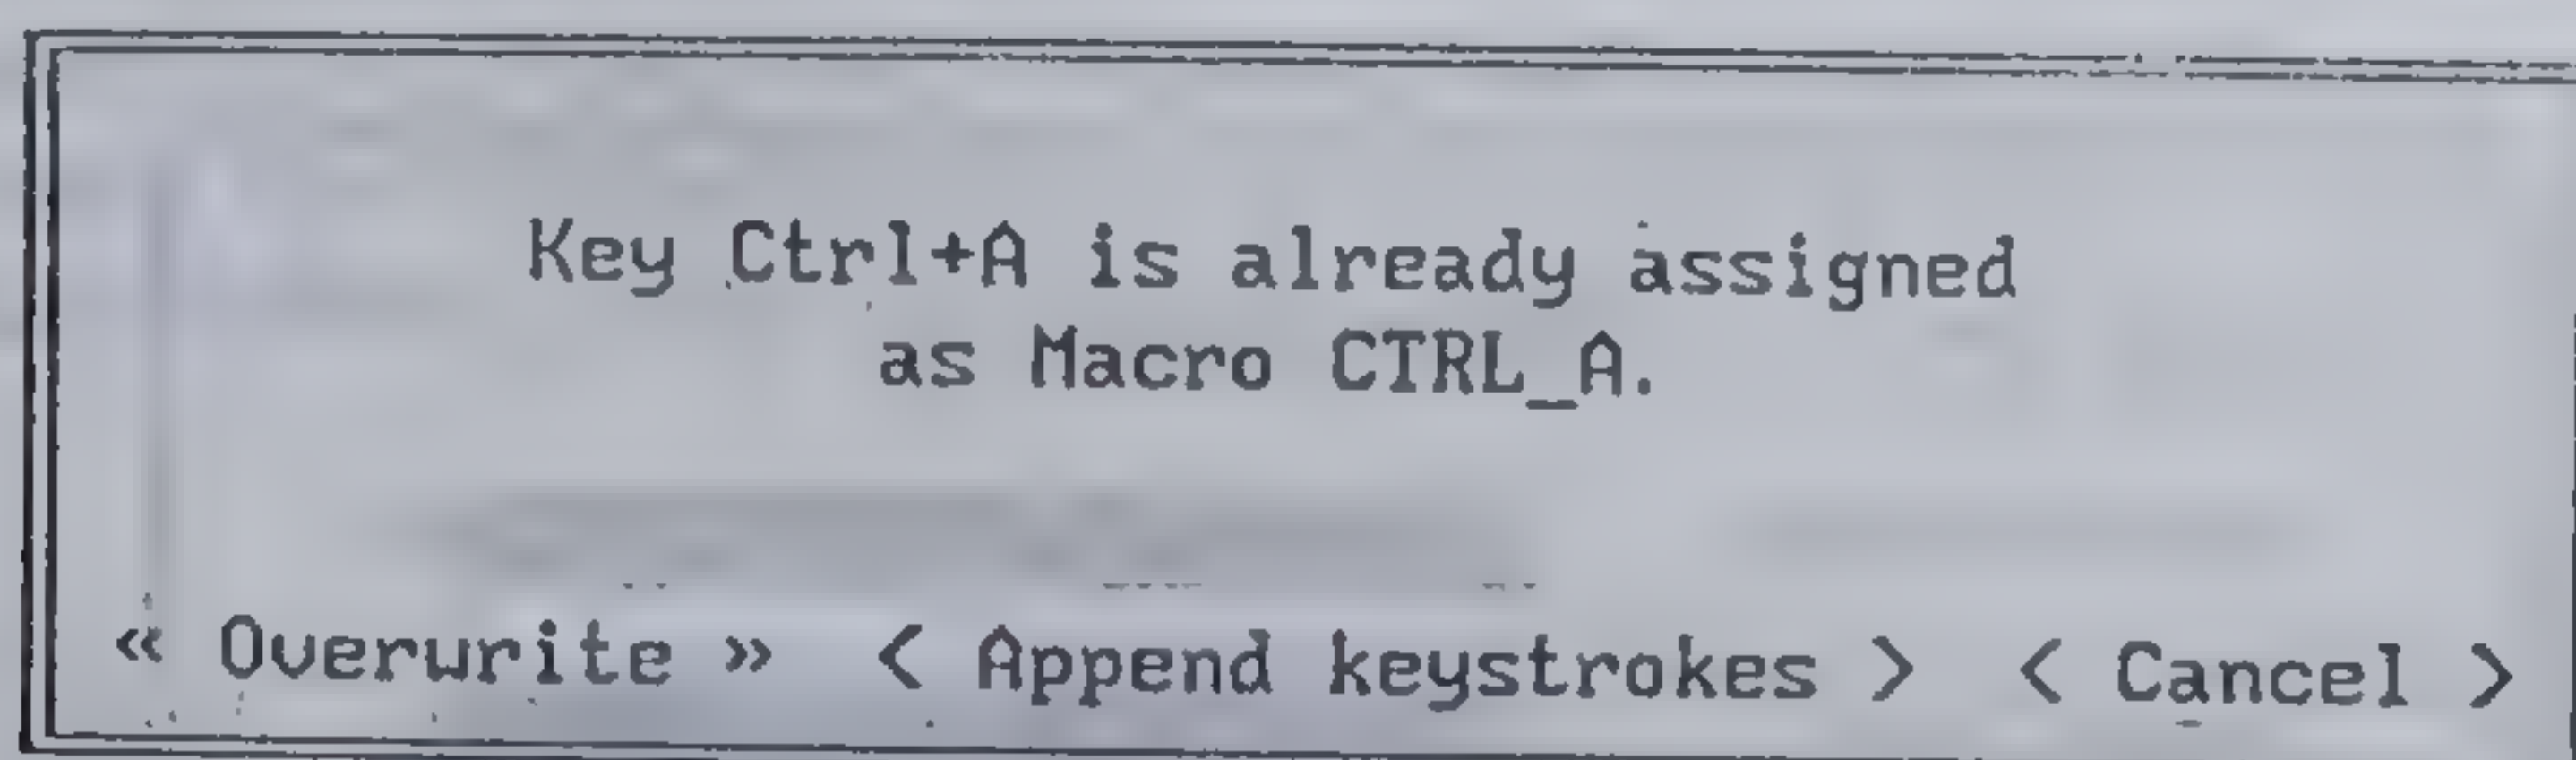 Key Ctrl+A is already assigned
as Macro CTRL_A.
« Overwrite » < Append keystrokes > < Cancel >